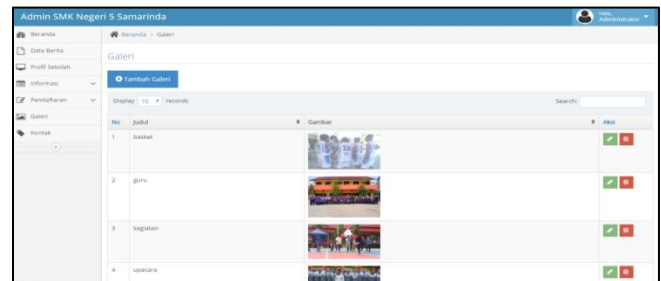 Admin SMK Negeri 5 Samarinda
Halo,
Administrator
Beranda
Data Berita
Profil Sekolah
Informasi
Pendaftaran
Galeri
Kontak
Beranda > Galeri
Galeri
Tambah Galeri
Display 10 records
Search:
No Judul Gambar Aksi
1 basket
2 guru
3 kegiatan
4 upacara